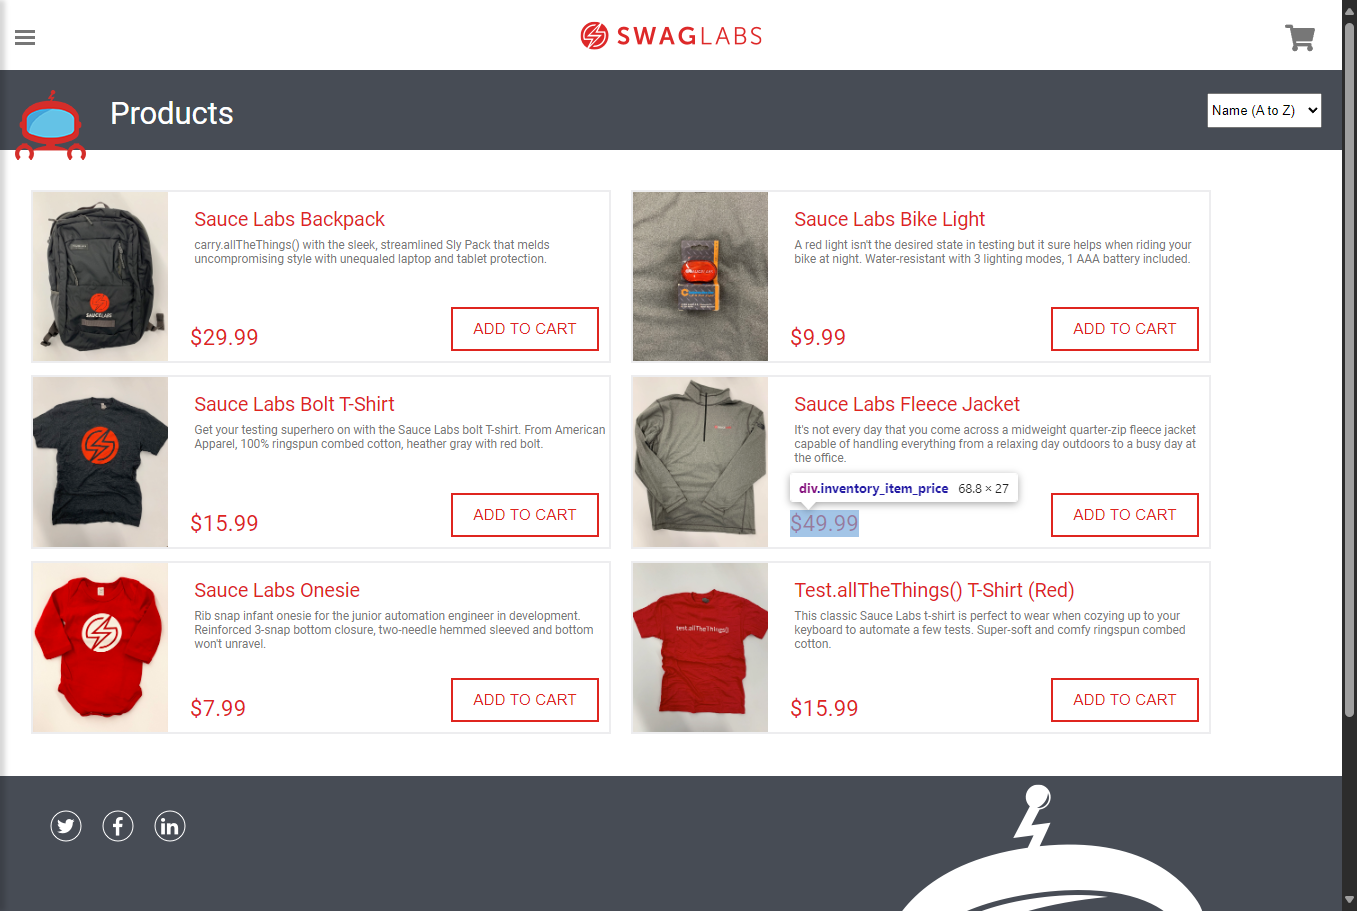 SWAGLABS
Products
Name (A to Z)
Sauce Labs Backpack
carry.allTheThings() with the sleek, streamlined Sly Pack that melds
uncompromising style with unequaled laptop and tablet protection.
$29.99
ADD TO CART
SAUCELABS
Sauce Labs Bike Light
A red light isn't the desired state in testing but it sure helps when riding your
bike at night. Water-resistant with 3 lighting modes, 1 AAA battery included.
$9.99
ADD TO CART
Sauce Labs Bolt T-Shirt
Get your testing superhero on with the Sauce Labs bolt T-shirt. From American
Apparel, 100% ringspun combed cotton, heather gray with red bolt.
$15.99
ADD TO CART
Sauce Labs Fleece Jacket
It's not every day that you come across a midweight quarter-zip fleece jacket
capable of handling everything from a relaxing day outdoors to a busy day at
the office.
div.inventory_item_price 68.8 × 27
$49.99
ADD TO CART
Sauce Labs Onesie
Rib snap infant onesie for the junior automation engineer in development.
Reinforced 3-snap bottom closure, two-needle hemmed sleeved and bottom
won't unravel.
$7.99
ADD TO CART
test.allTheThings()
Test.allTheThings() T-Shirt (Red)
This classic Sauce Labs t-shirt is perfect to wear when cozying up to your
keyboard to automate a few tests. Super-soft and comfy ringspun combed
cotton.
$15.99
ADD TO CART